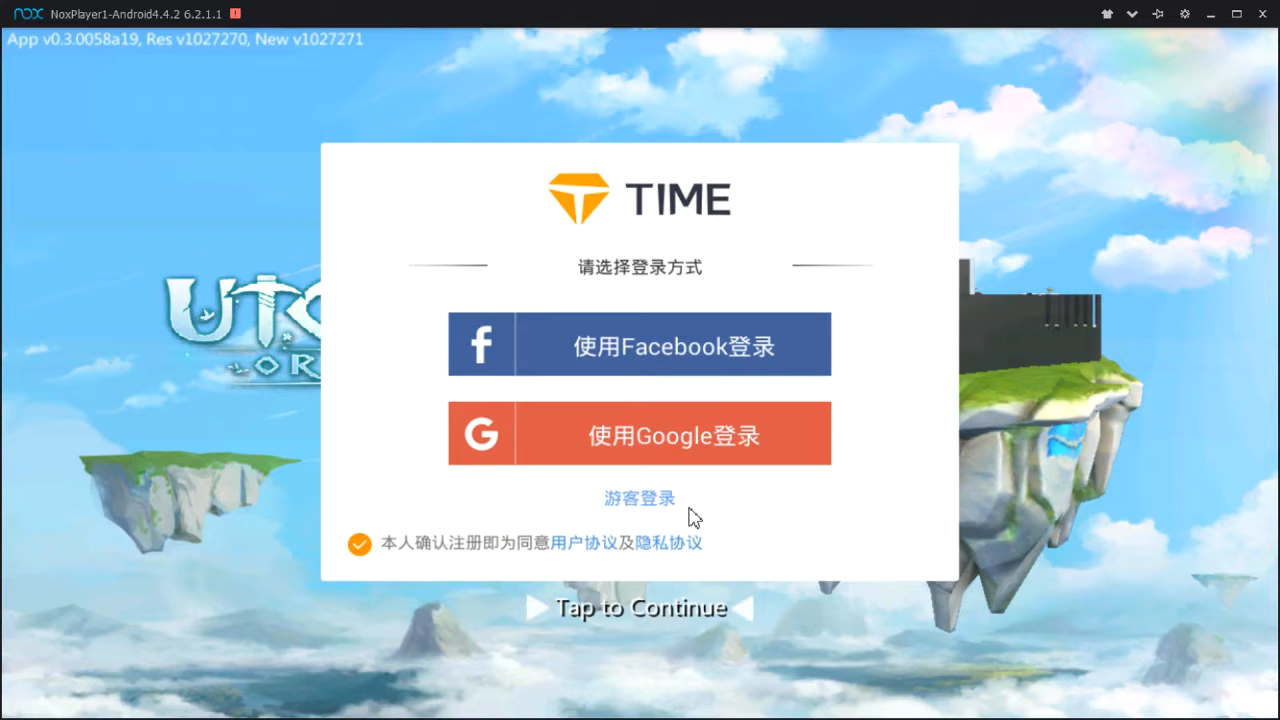 nox NoxPlayer1-Android4.4.2 6.2.1.1
App v0.3.0058a19, Res v1027270, New v1027271
TIME
请选择登录方式
UTO
OR
f 使用Facebook登录
G 使用Google登录
游客登录
本人确认注册即为同意用户协议及隐私协议
Tap to Continue